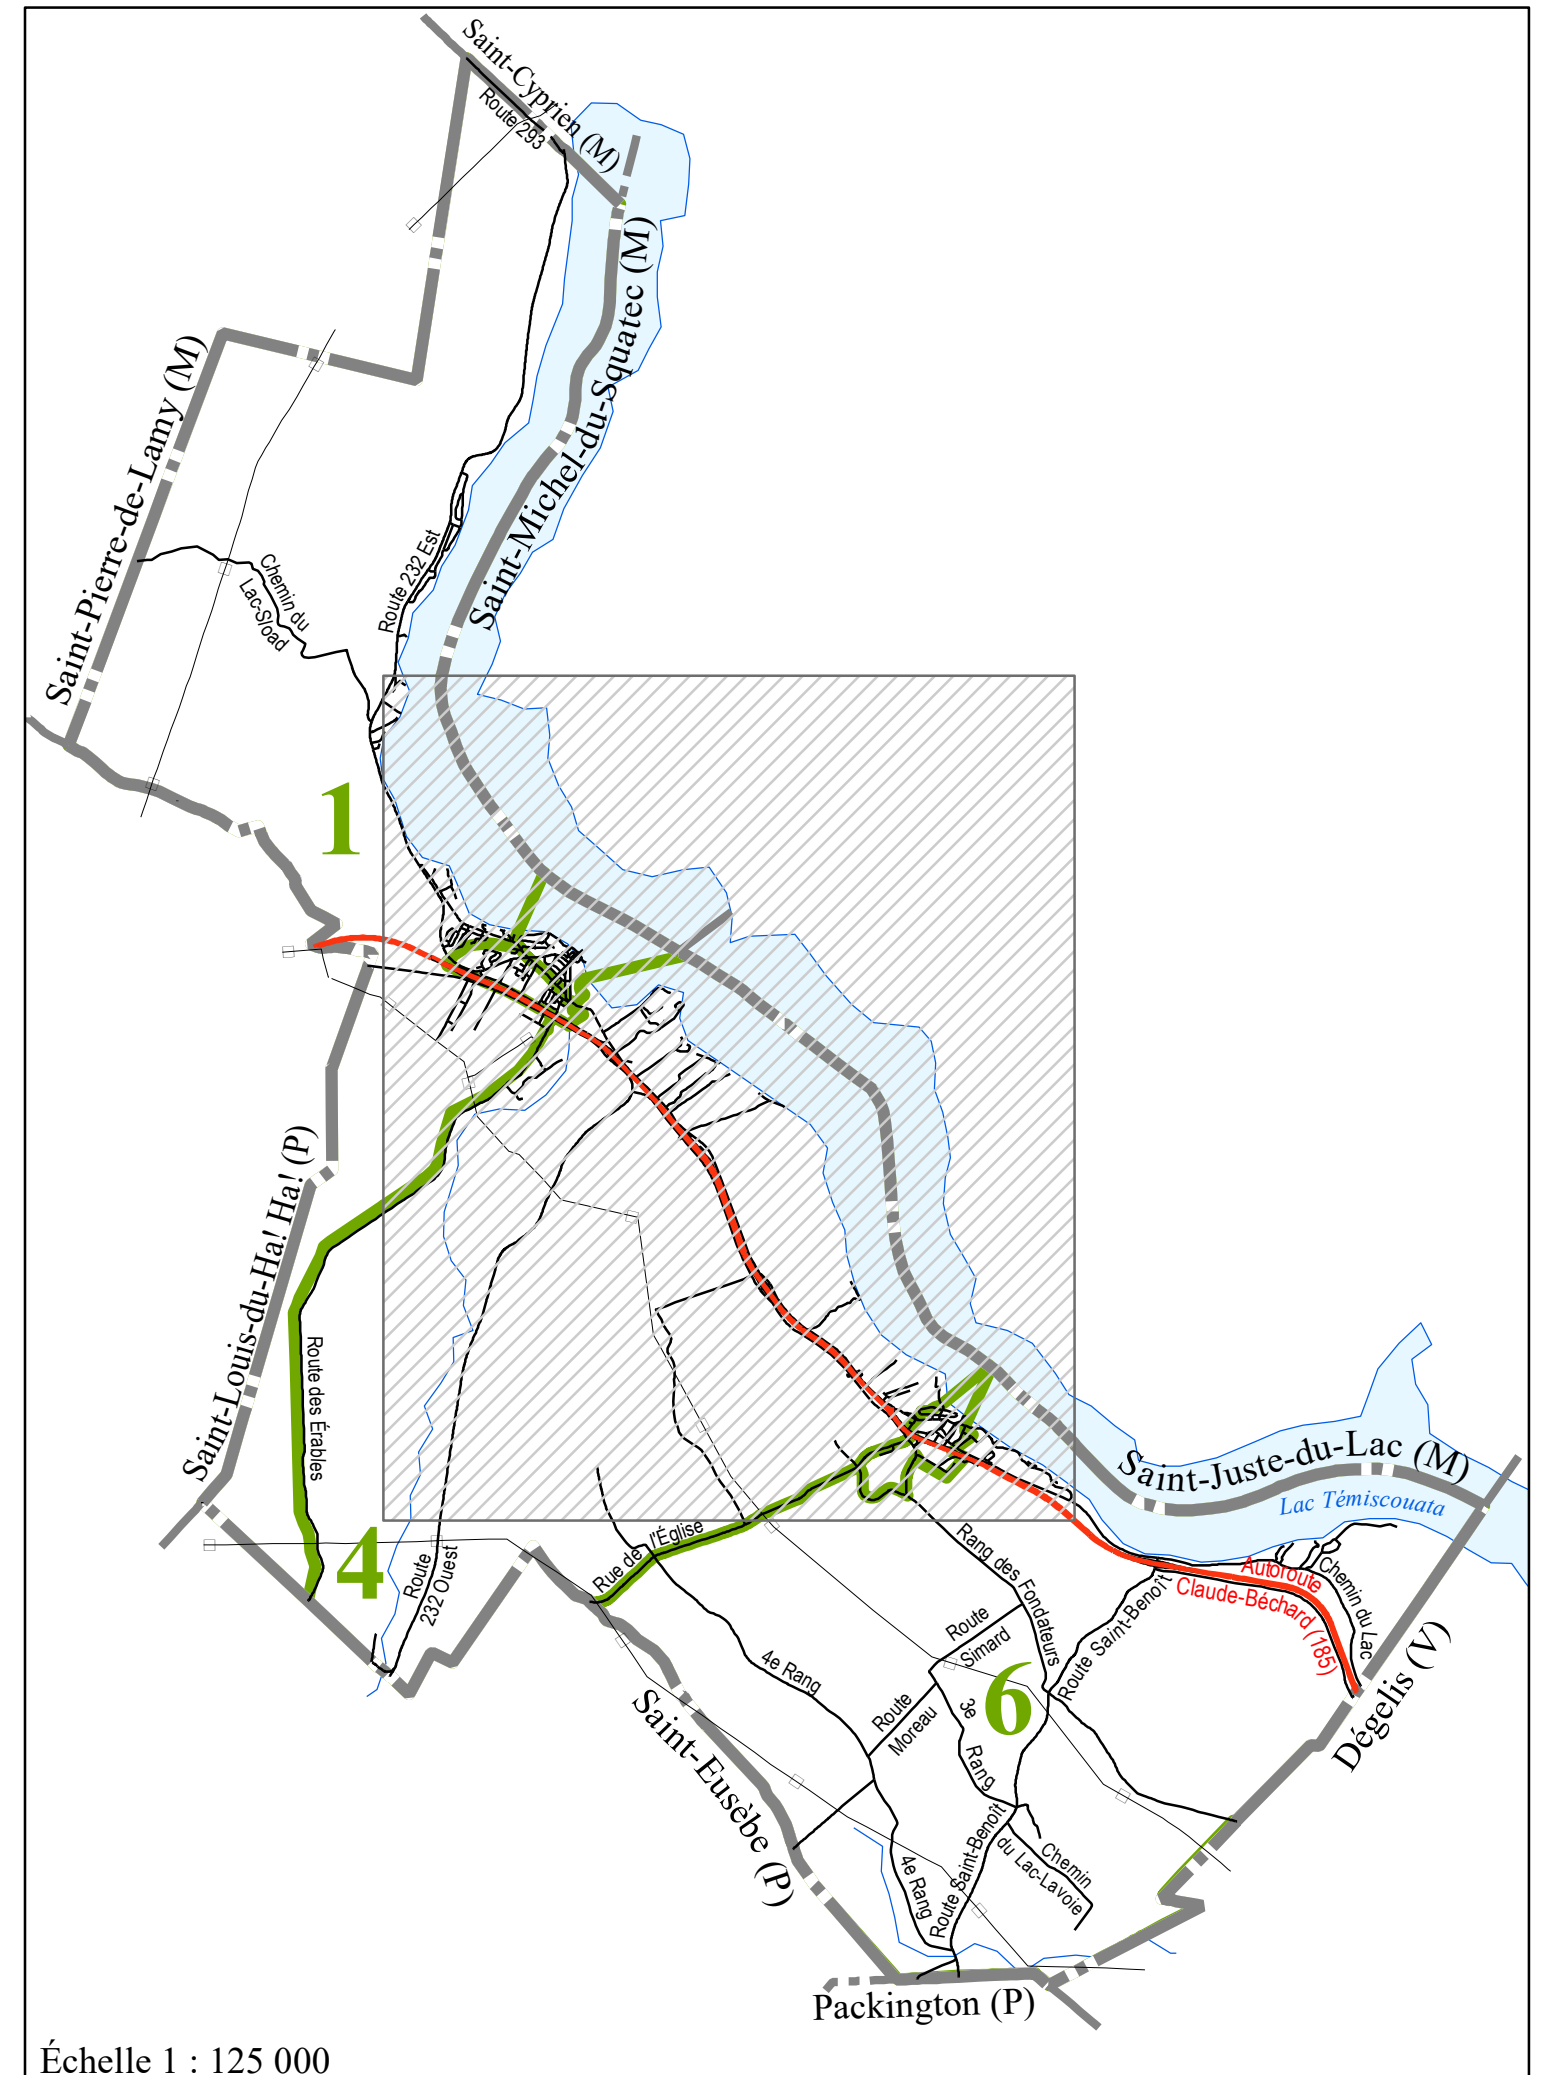 Saint-Cyprien (M)
Route 293
Saint-Michel-du-Squatec (M)
Saint-Pierre-de-Lamy (M)
Route 232 Est
Chemin du
Lac-Sload
1
Saint-Louis-du-Ha! Ha! (P)
Route des Érables
4
Route
232 Ouest
Rue de l'Église
Saint-Juste-du-Lac (M)
Lac Témiscouata
Rang des Fondateurs
Autoroute
Claude-Béchard (185)
Chemin du Lac
Route Saint-Benoît
Route
Simard
4e Rang
Route
Moreau
3e Rang
6
Dégelis (V)
Saint-Eusèbe (P)
4e Rang
Route Saint-Benoît
Chemin
du Lac-Lavoie
Packington (P)
Échelle 1 : 125 000